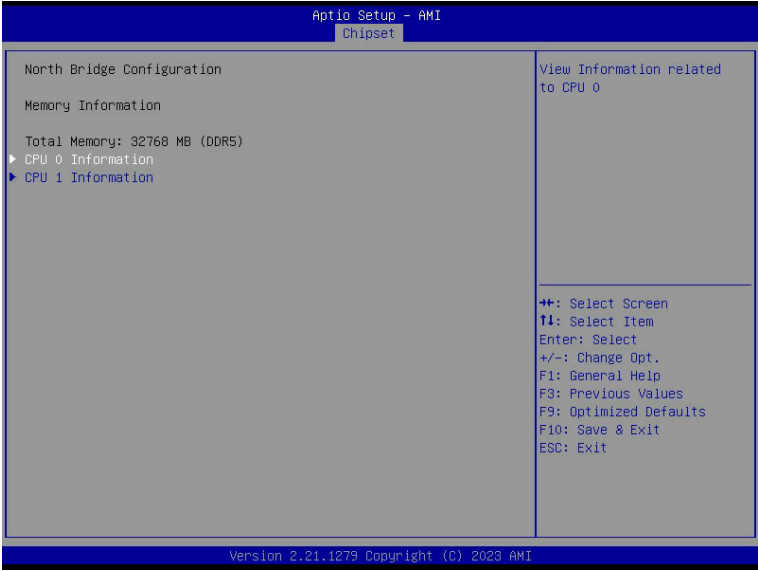 Aptio Setup – AMI
Chipset
North Bridge Configuration
Memory Information
Total Memory: 32768 MB (DDR5)
▶ CPU 0 Information
▶ CPU 1 Information
View Information related
to CPU 0
→←: Select Screen
↑↓: Select Item
Enter: Select
+/-: Change Opt.
F1: General Help
F3: Previous Values
F9: Optimized Defaults
F10: Save & Exit
ESC: Exit
Version 2.21.1279 Copyright (C) 2023 AMI